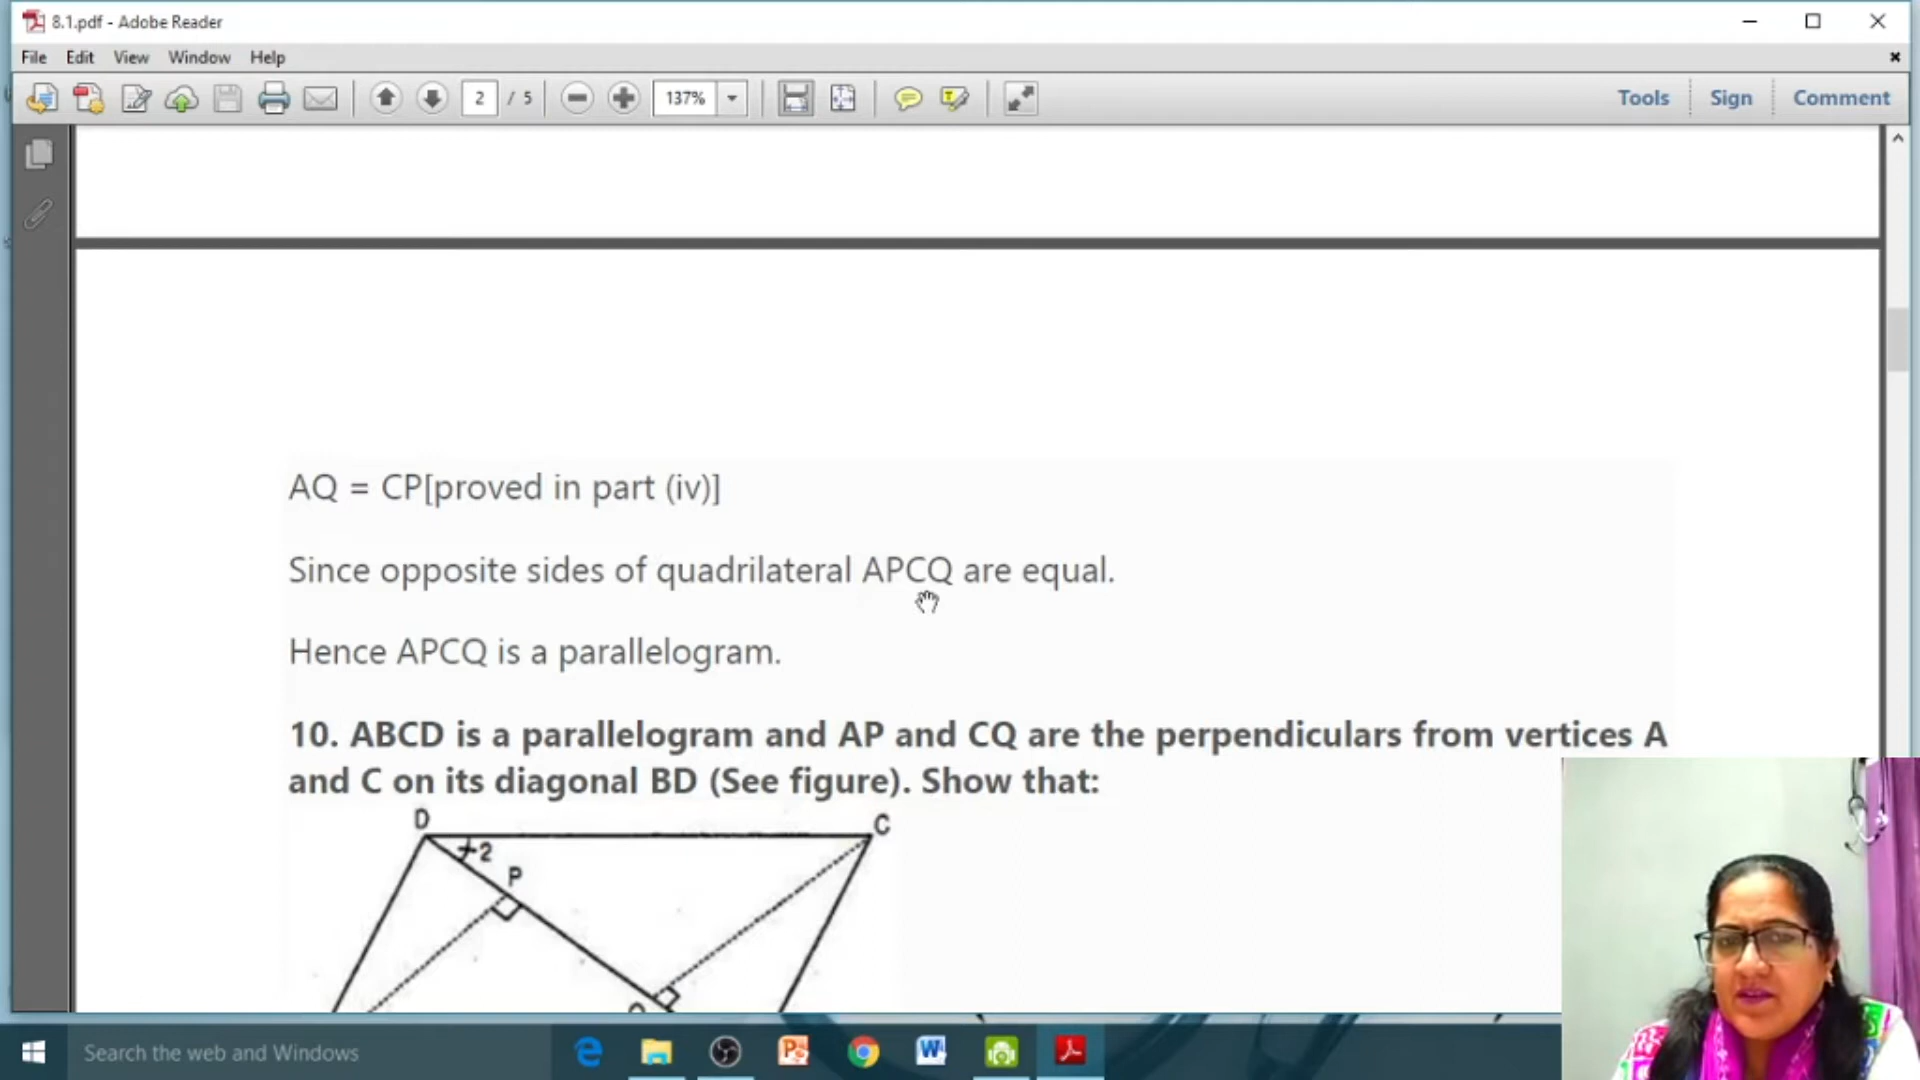 8.1.pdf - Adobe Reader
File Edit View Window Help
2 / 5 137% Tools Sign Comment
AQ = CP[proved in part (iv)]
Since opposite sides of quadrilateral APCQ are equal.
Hence APCQ is a parallelogram.
10. ABCD is a parallelogram and AP and CQ are the perpendiculars from vertices A
and C on its diagonal BD (See figure). Show that:
D
C
2
P
Search the web and Windows